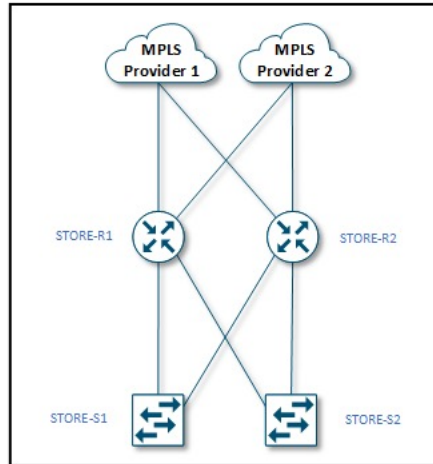 MPLS
Provider 1
MPLS
Provider 2
STORE-R1
STORE-R2
STORE-S1
STORE-S2